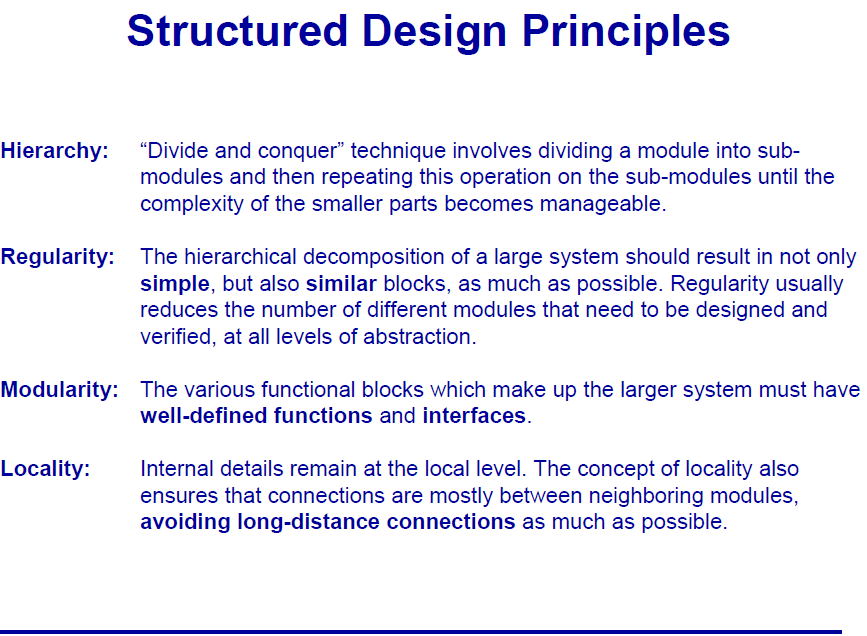 Structured Design Principles
Hierarchy: “Divide and conquer” technique involves dividing a module into sub-
modules and then repeating this operation on the sub-modules until the
complexity of the smaller parts becomes manageable.
Regularity: The hierarchical decomposition of a large system should result in not only
simple, but also similar blocks, as much as possible. Regularity usually
reduces the number of different modules that need to be designed and
verified, at all levels of abstraction.
Modularity: The various functional blocks which make up the larger system must have
well-defined functions and interfaces.
Locality: Internal details remain at the local level. The concept of locality also
ensures that connections are mostly between neighboring modules,
avoiding long-distance connections as much as possible.